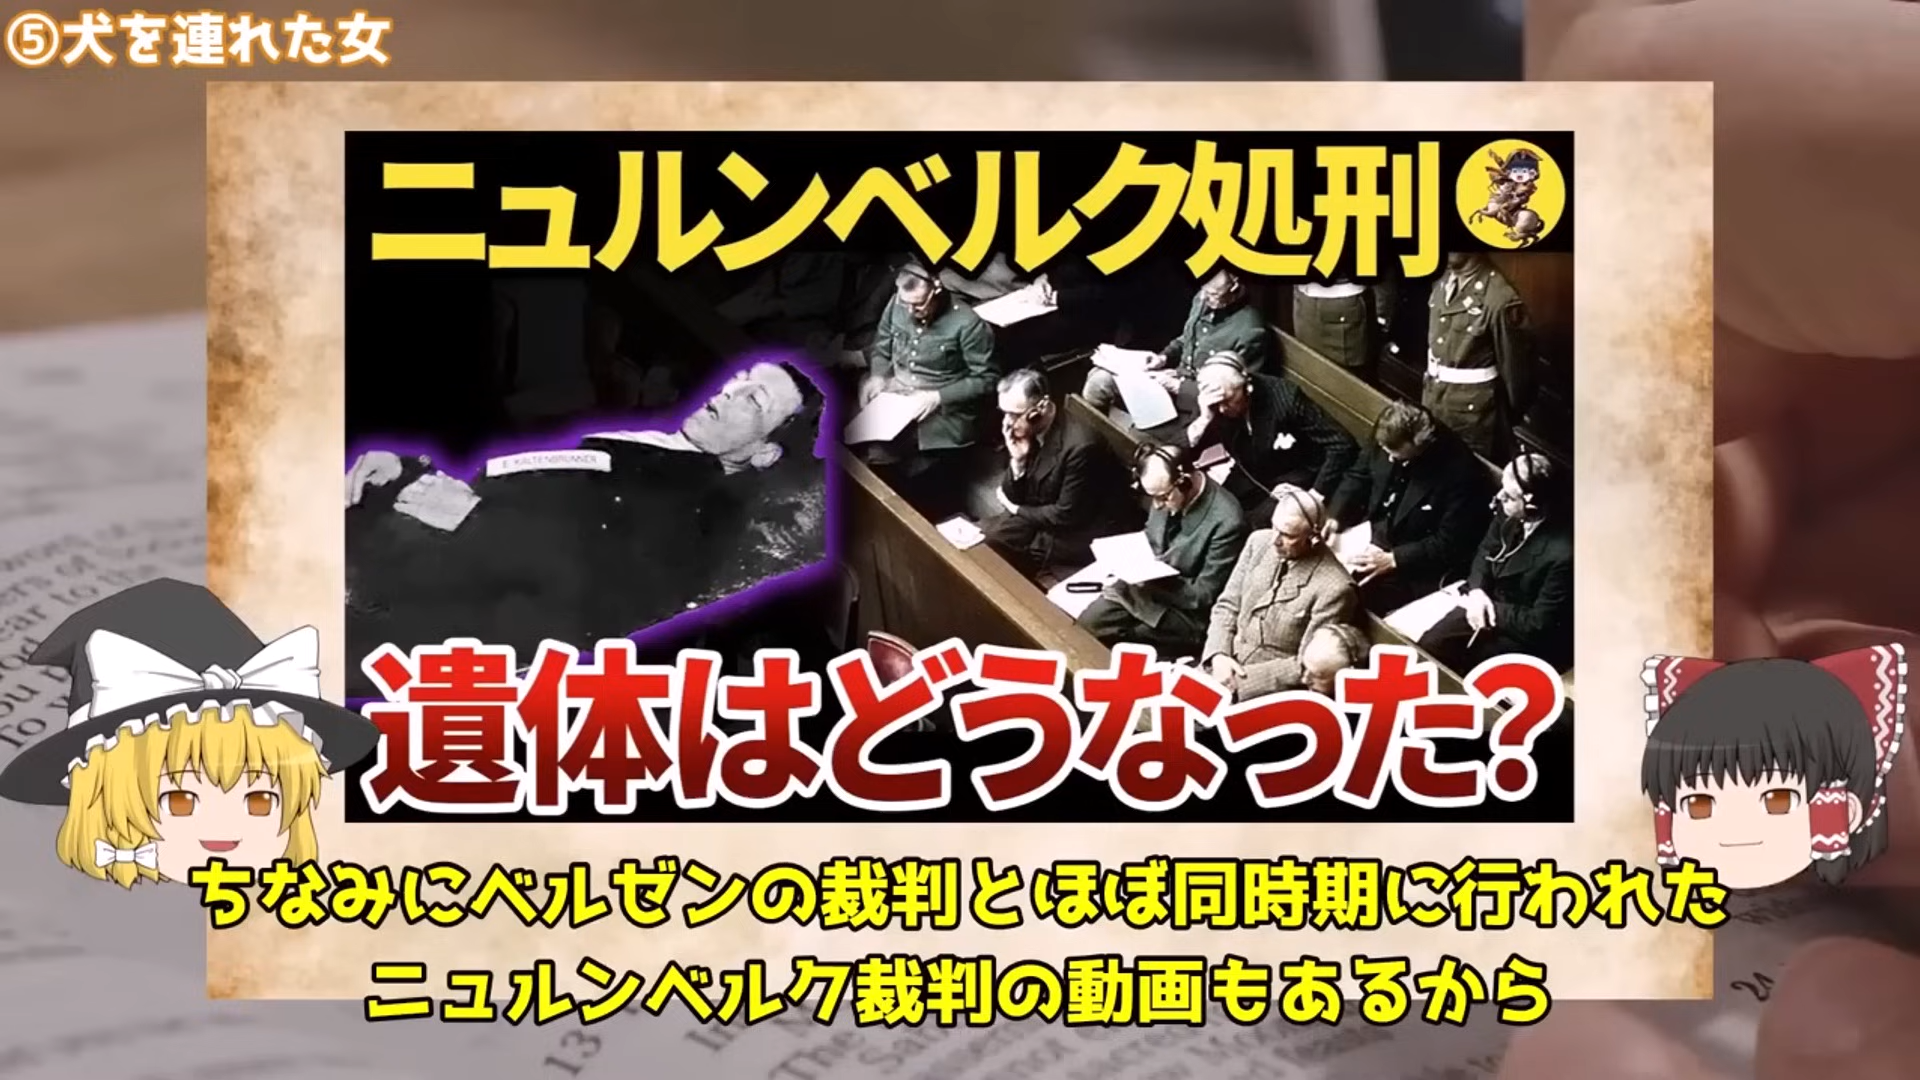 ⑤犬を連れた女
ニュルンベルク処刑
E. KALTENBRUNNER
遺体はどうなった?
ちなみにベルゼンの裁判とほぼ同時期に行われた
ニュルンベルク裁判の動画もあるから
13
21